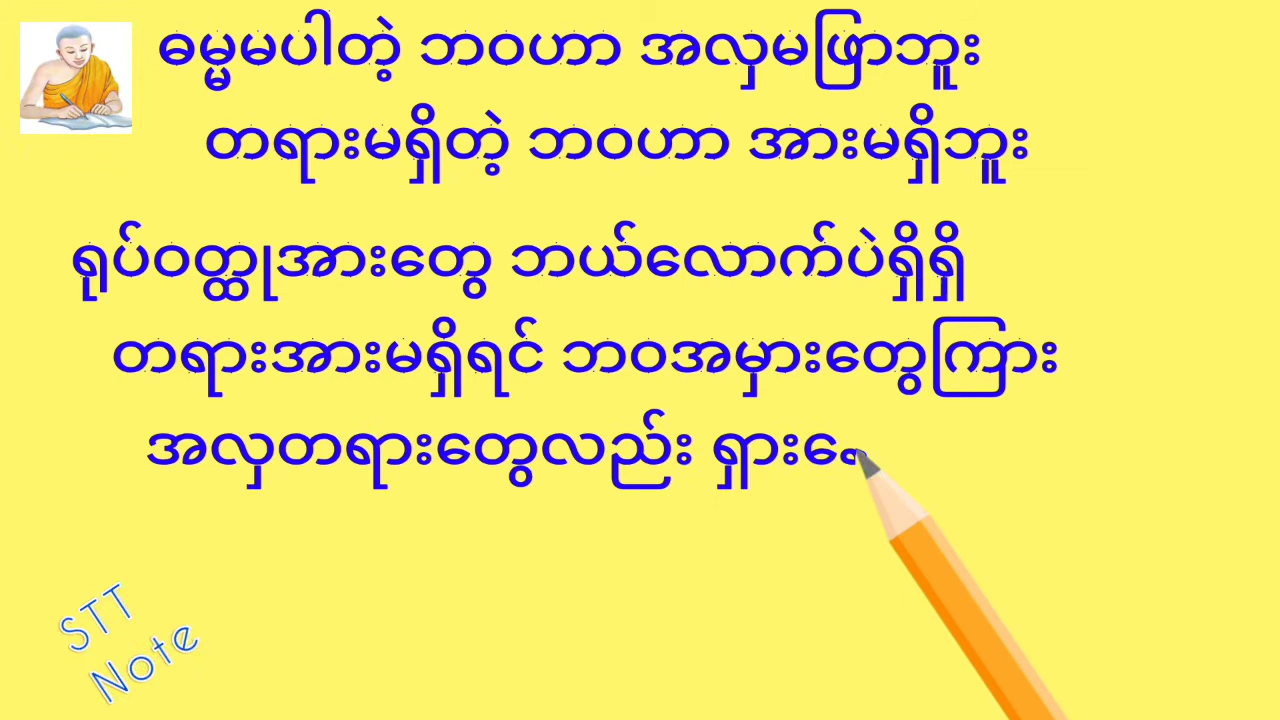 ဓမ္မမပါတဲ့ ဘဝဟာ အလှမဖြာဘူး
တရားမရှိတဲ့ ဘဝဟာ အားမရှိဘူး
ရုပ်ဝတ္ထုအားတွေ ဘယ်လောက်ပဲရှိရှိ
တရားအားမရှိရင် ဘဝအမှားတွေကြား
အလှတရားတွေလည်း
STT
Note